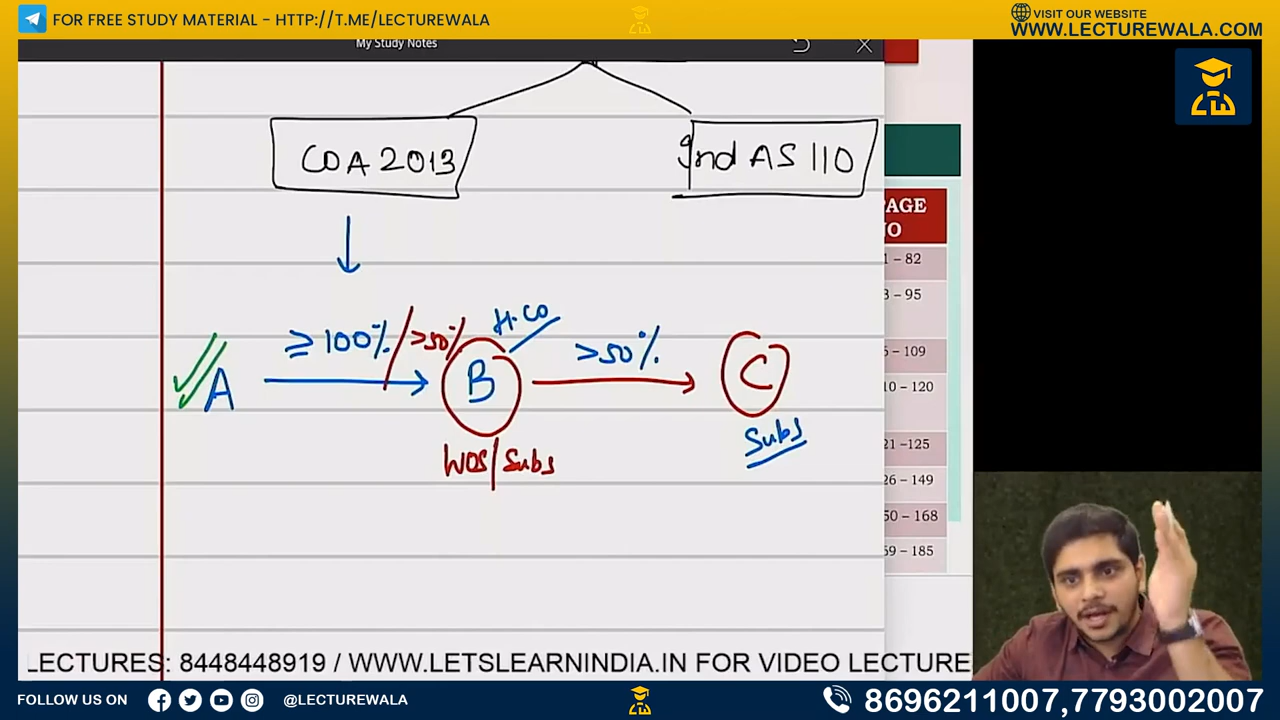 FOR FREE STUDY MATERIAL - HTTP://T.ME/LECTUREWALA
VISIT OUR WEBSITE
WWW.LECTUREWALA.COM
My Study Notes
COA 2013
Ind AS 110
PAGE
NO
1 – 82
3 – 95
5 – 109
10 – 120
21 –125
26 – 149
50 – 168
69 – 185
≥ 100% / >50%
H.CO
>50%
A
B
C
WOS/Subs
Subs
LECTURES: 8448448919 / WWW.LETSLEARNINDIA.IN FOR VIDEO LECTURE
FOLLOW US ON
@LECTUREWALA
8696211007,7793002007